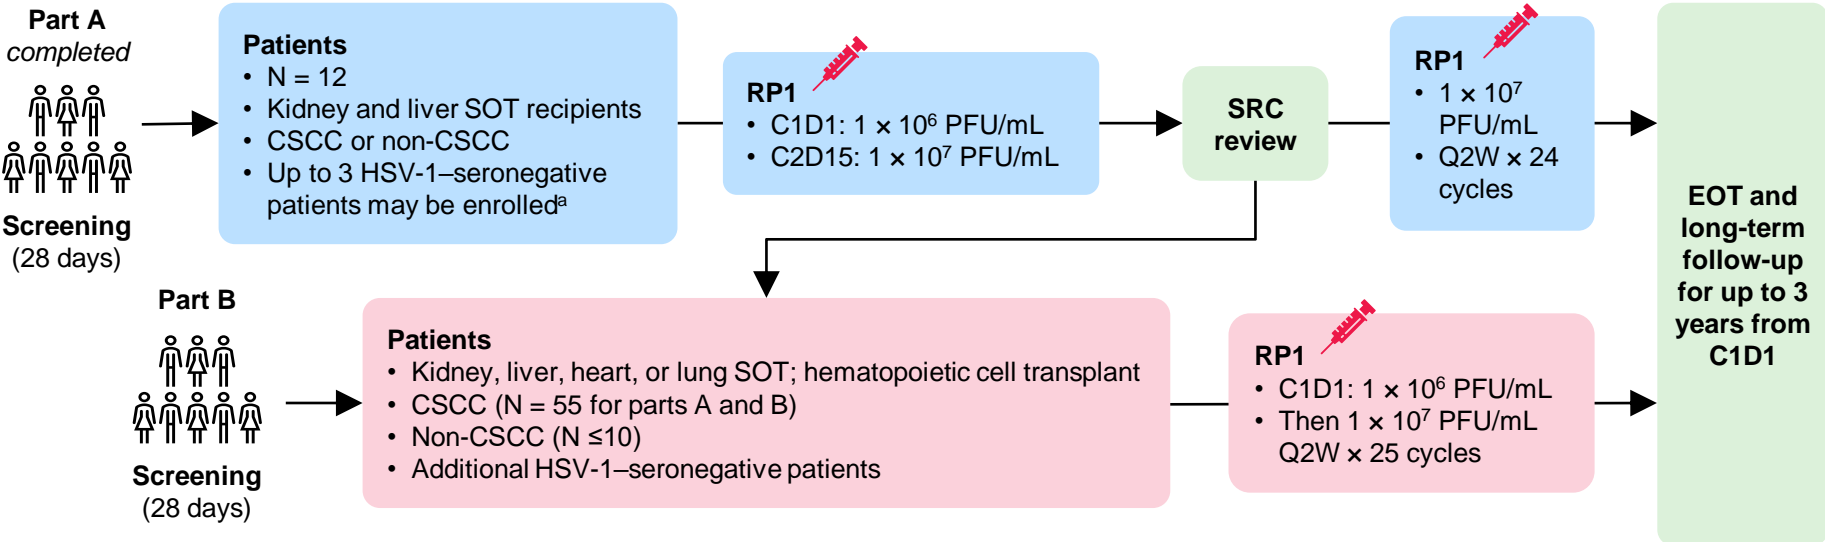 Part A
completed
Screening
(28 days)
Patients
• N = 12
• Kidney and liver SOT recipients
• CSCC or non-CSCC
• Up to 3 HSV-1–seronegative
patients may be enrolledᵃ
RP1
• C1D1: 1 × 10⁶ PFU/mL
• C2D15: 1 × 10⁷ PFU/mL
SRC
review
RP1
• 1 × 10⁷
PFU/mL
• Q2W × 24
cycles
EOT and
long-term
follow-up
for up to 3
years from
C1D1
Part B
Screening
(28 days)
Patients
• Kidney, liver, heart, or lung SOT; hematopoietic cell transplant
• CSCC (N = 55 for parts A and B)
• Non-CSCC (N ≤10)
• Additional HSV-1–seronegative patients
RP1
• C1D1: 1 × 10⁶ PFU/mL
• Then 1 × 10⁷ PFU/mL
Q2W × 25 cycles